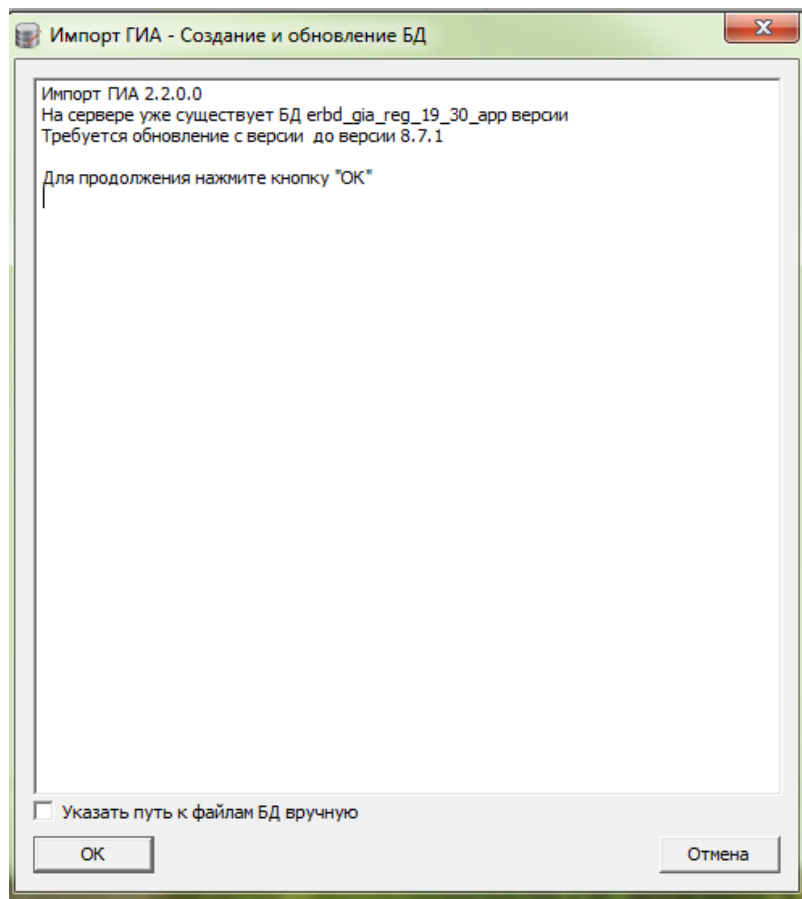 Импорт ГИА - Создание и обновление БД
Импорт ГИА 2.2.0.0
На сервере уже существует БД erbd_gia_reg_19_30_app версии
Требуется обновление с версии  до версии 8.7.1
Для продолжения нажмите кнопку "ОК"
Указать путь к файлам БД вручную
ОК
Отмена